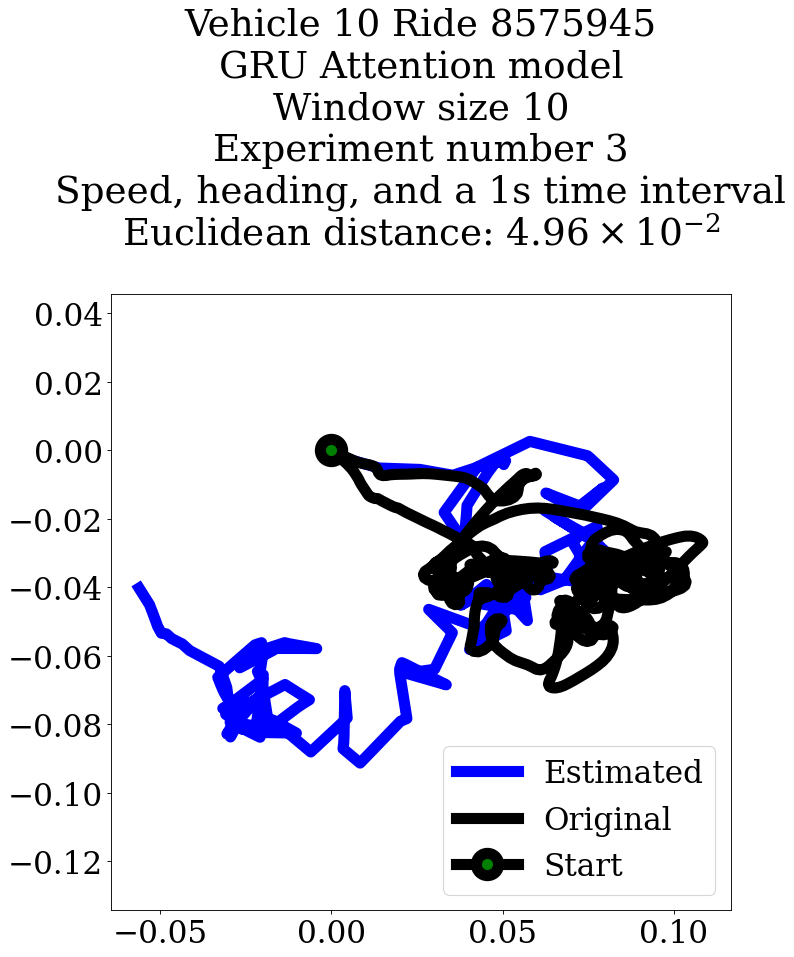 Vehicle 10 Ride 8575945
GRU Attention model
Window size 10
Experiment number 3
Speed, heading, and a 1s time interval
Euclidean distance: 4.96 × 10⁻²
0.04
0.02
0.00
−0.02
−0.04
−0.06
−0.08
−0.10
−0.12
Estimated
Original
Start
−0.05 0.00 0.05 0.10